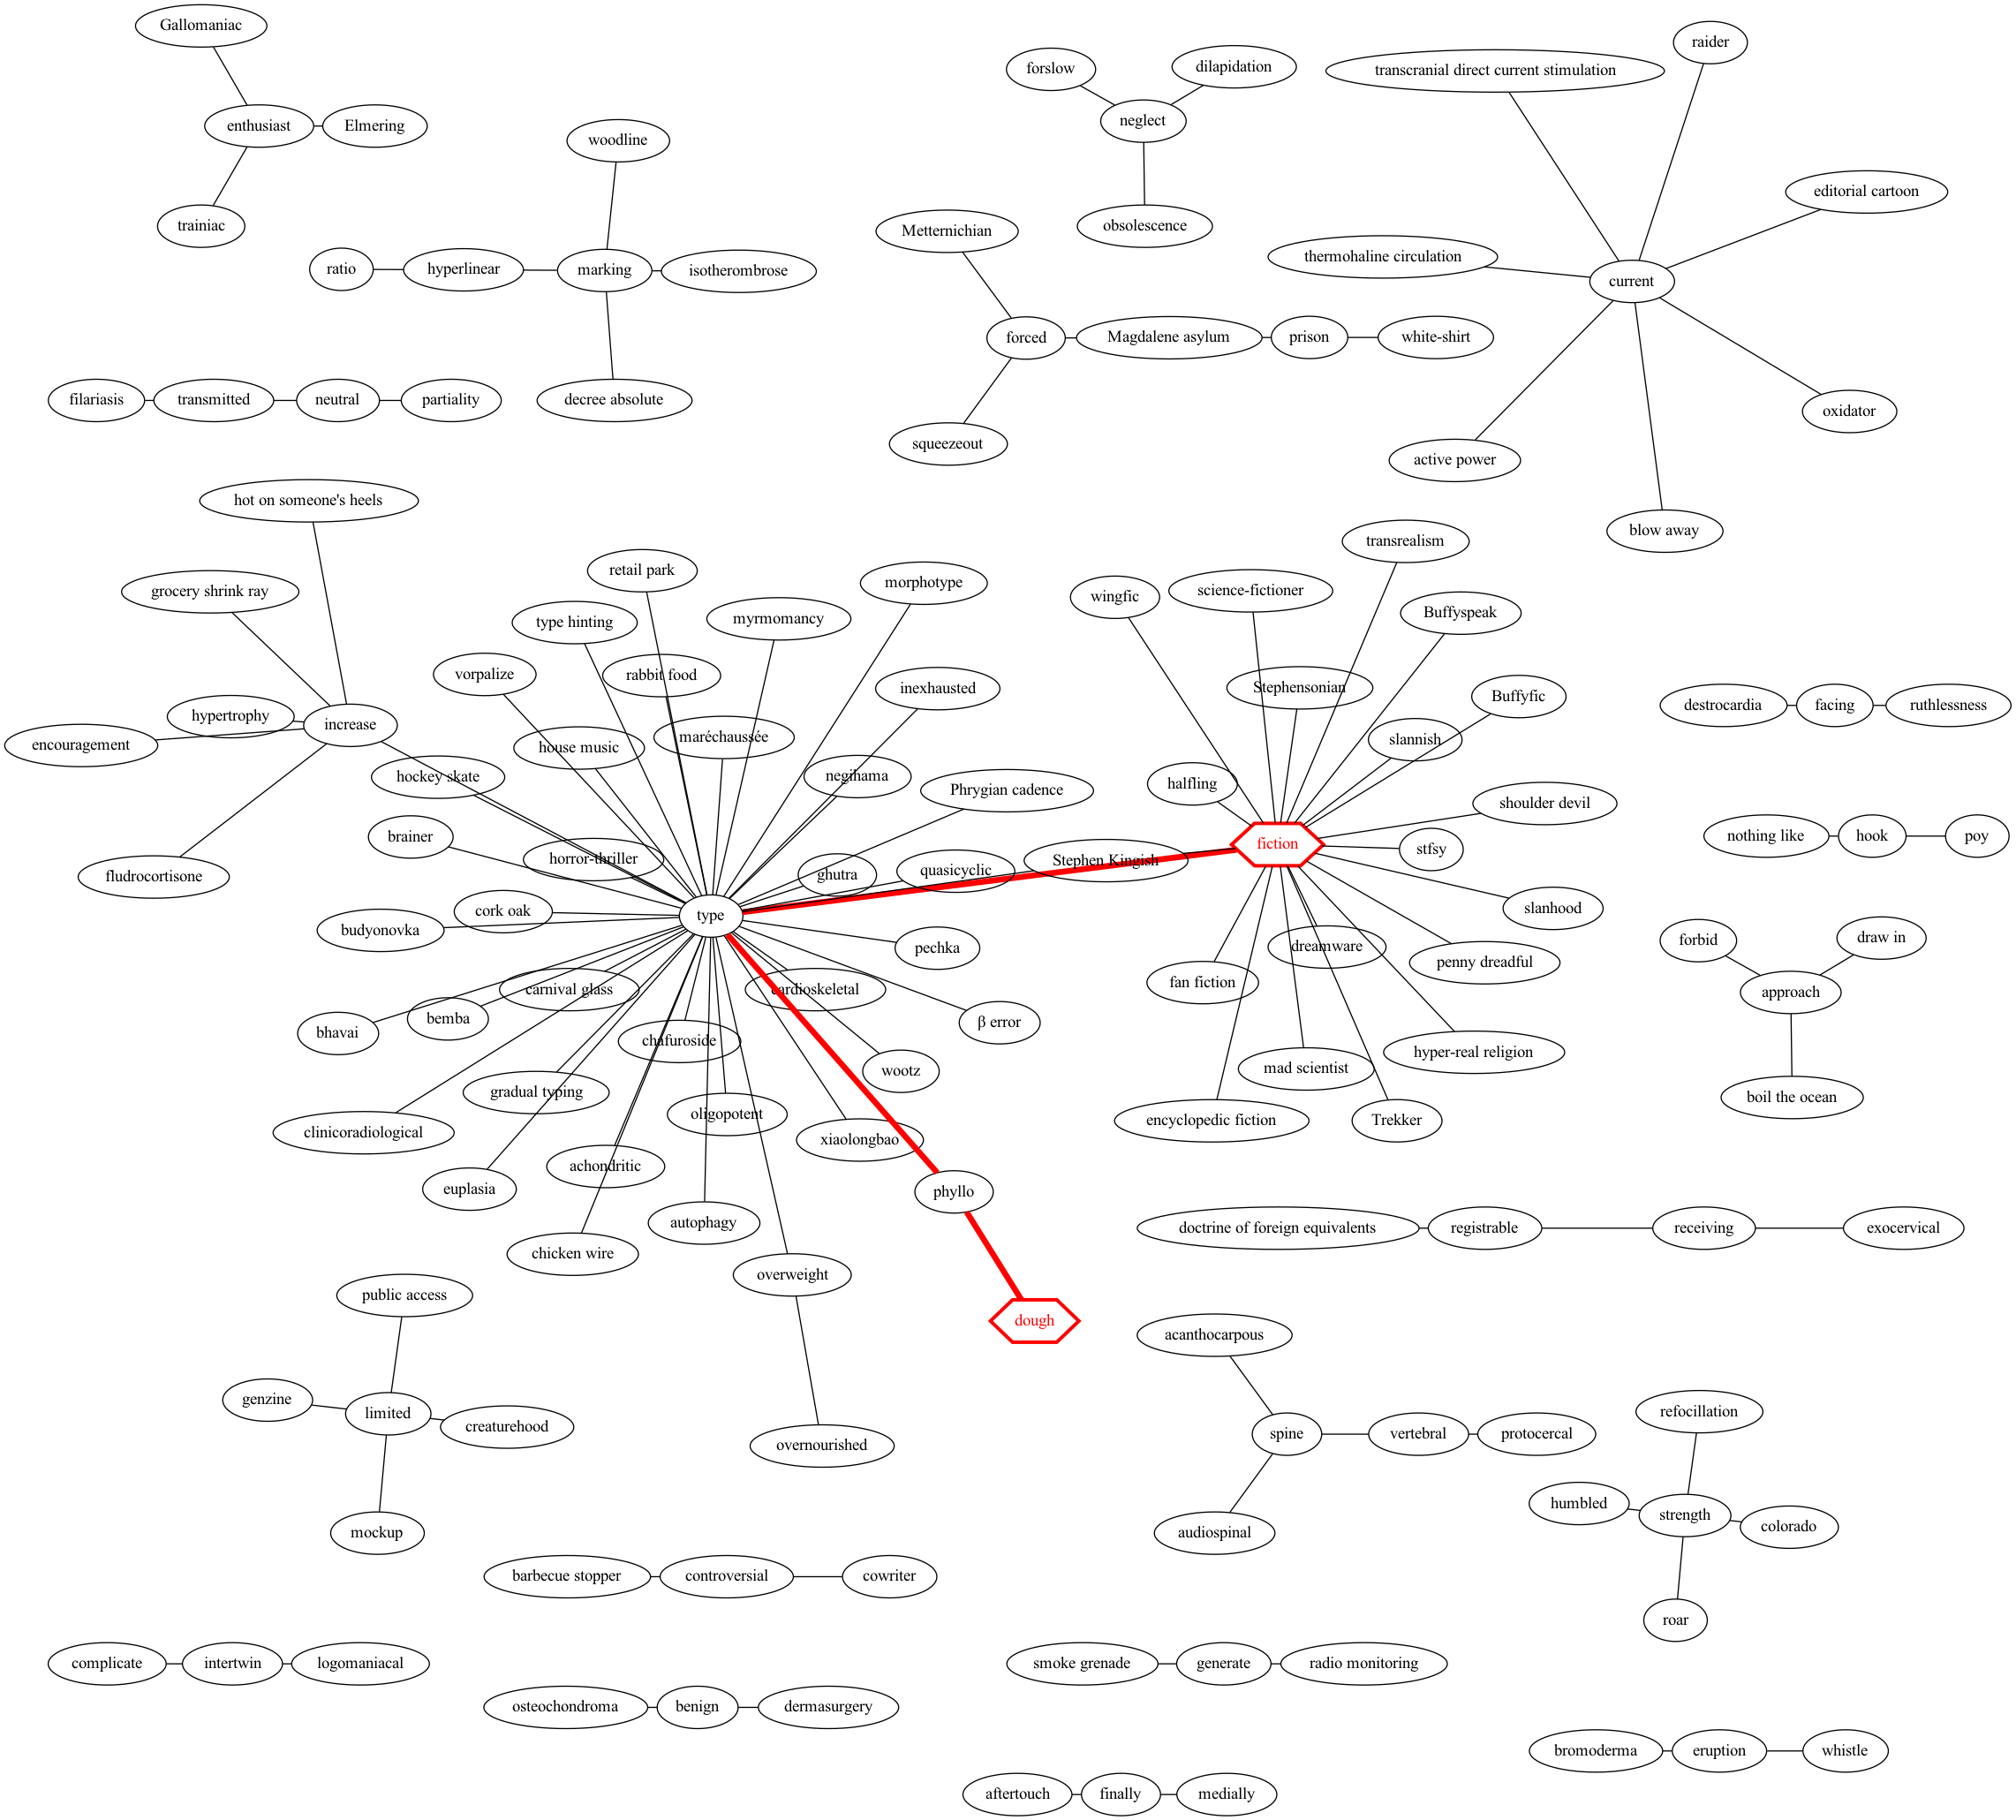 Gallomaniac
raider
forslow
dilapidation
transcranial direct current stimulation
enthusiast
Elmering
neglect
woodline
editorial cartoon
trainiac
obsolescence
Metternichian
thermohaline circulation
ratio
hyperlinear
marking
isotherombrose
current
forced
Magdalene asylum
prison
white-shirt
filariasis
transmitted
neutral
partiality
decree absolute
oxidator
squeezeout
active power
hot on someone's heels
blow away
transrealism
retail park
morphotype
grocery shrink ray
wingfic
science-fictioner
Buffyspeak
type hinting
myrmomancy
vorpalize
rabbit food
inexhausted
Stephensonian
Buffyfic
destrocardia
facing
ruthlessness
hypertrophy
increase
encouragement
house music
maréchaussée
slannish
hockey skate
negihama
Phrygian cadence
halfling
shoulder devil
brainer
nothing like
hook
poy
fiction
stfsy
horror-thriller
Stephen Kingish
fludrocortisone
ghutra
quasicyclic
cork oak
type
slanhood
budyonovka
pechka
dreamware
forbid
draw in
penny dreadful
fan fiction
carnival glass
cardioskeletal
approach
bhavai
bemba
β error
chafuroside
hyper-real religion
wootz
mad scientist
gradual typing
boil the ocean
oligopotent
encyclopedic fiction
Trekker
clinicoradiological
xiaolongbao
achondritic
euplasia
phyllo
autophagy
doctrine of foreign equivalents
registrable
receiving
exocervical
chicken wire
overweight
public access
dough
acanthocarpous
genzine
limited
creaturehood
refocillation
overnourished
spine
vertebral
protocercal
humbled
strength
colorado
mockup
audiospinal
barbecue stopper
controversial
cowriter
roar
complicate
intertwin
logomaniacal
smoke grenade
generate
radio monitoring
osteochondroma
benign
dermasurgery
bromoderma
eruption
whistle
aftertouch
finally
medially